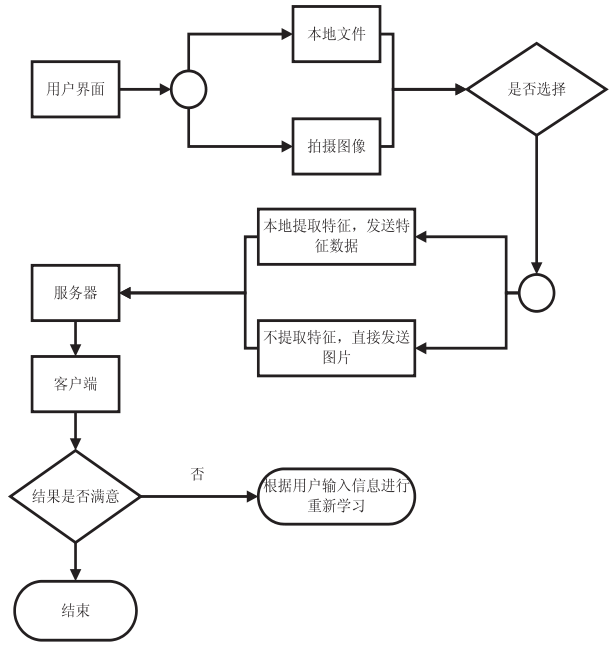 本地文件
用户界面
是否选择
拍摄图像
本地提取特征，发送特
征数据
服务器
不提取特征，直接发送
图片
客户端
否
结果是否满意
根据用户输入信息进行
重新学习
结束